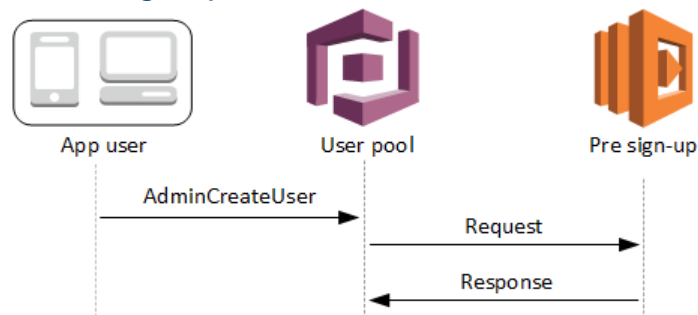 App user
User pool
Pre sign-up
AdminCreateUser
Request
Response